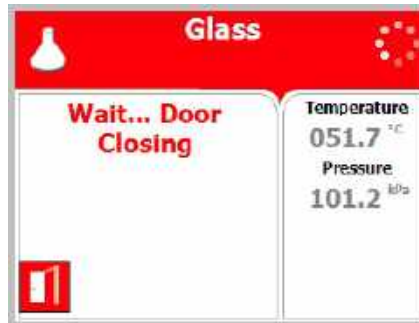 Glass
Wait... Door
Closing
Temperature
051.7 °C
Pressure
101.2 kPa